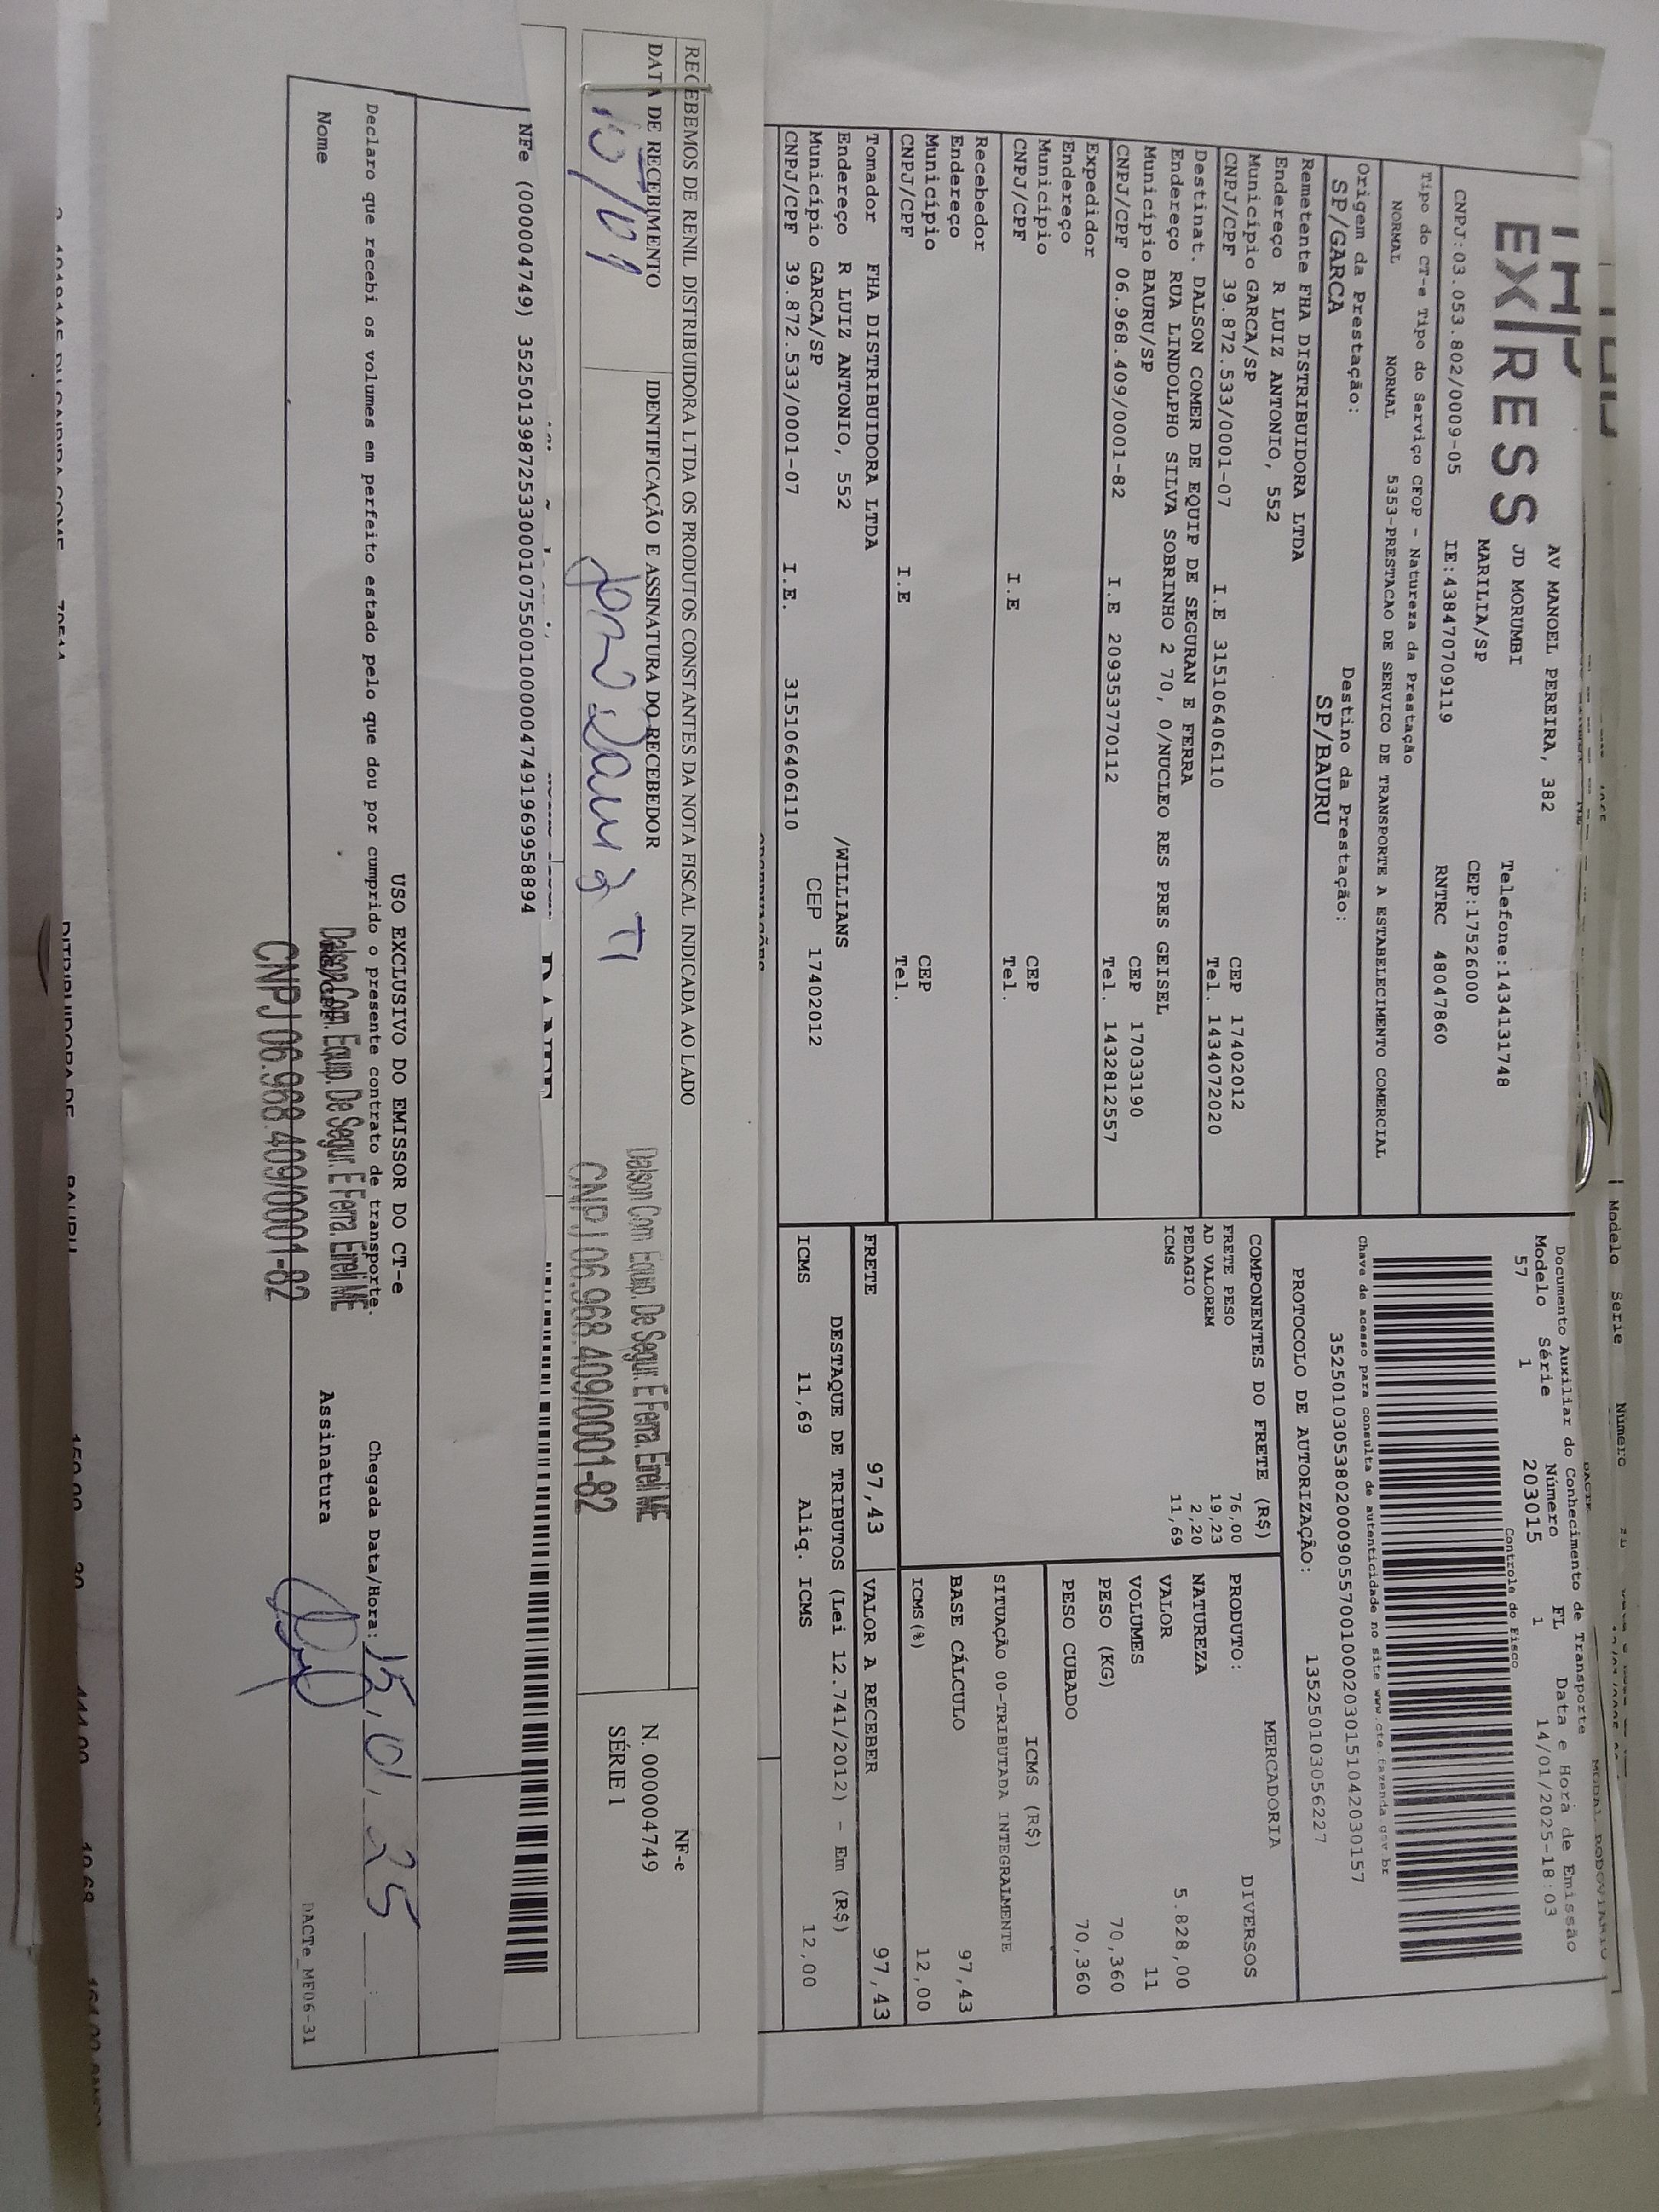 EXPRESS
AV MANOEL PEREIRA, 382
JD MORUMBI
MARILIA/SP
Telefone:1434131748
CEP:17526000
CNPJ:03.053.802/0009-05 IE:438470709119 RNTRC 48047860
Tipo do CT-e Tipo do Serviço CFOP - Natureza da Prestação
NORMAL NORMAL 5353-PRESTACAO DE SERVICO DE TRANSPORTE A ESTABELECIMENTO COMERCIAL
Origem da Prestação: Destino da Prestação:
SP/GARCA SP/BAURU
Documento Auxiliar do Conhecimento de Transporte
Modelo Série Número FL Data e Hora de Emissão
57 1 203015 1 14/01/2025-18:03
Controle do Fisco
Chave de acesso para consulta de autenticidade no site www.cte.fazenda.gov.br
35250103053802000905570010002030151042030157
PROTOCOLO DE AUTORIZAÇÃO: 135250103056227
Remetente FHA DISTRIBUIDORA LTDA
Endereço R LUIZ ANTONIO, 552
Município GARCA/SP CEP 17402012
CNPJ/CPF 39.872.533/0001-07 I.E 315106406110 Tel. 1434072020
Destinat. DALSON COMER DE EQUIP DE SEGURAN E FERRA
Endereço RUA LINDOLPHO SILVA SOBRINHO 2 70, 0/NUCLEO RES PRES GEISEL
Município BAURU/SP CEP 17033190
CNPJ/CPF 06.968.409/0001-82 I.E 209353770112 Tel. 1432812557
Expedidor
Endereço
Município CEP
CNPJ/CPF I.E Tel.
Recebedor
Endereço
Município CEP
CNPJ/CPF I.E Tel.
Tomador FHA DISTRIBUIDORA LTDA
Endereço R LUIZ ANTONIO, 552 /WILLIANS
Município GARCA/SP CEP 17402012
CNPJ/CPF 39.872.533/0001-07 I.E. 315106406110
COMPONENTES DO FRETE (R$)
FRETE PESO 76,00
AD VALOREM 19,23
PEDAGIO 2,20
ICMS 11,69
MERCADORIA
PRODUTO: DIVERSOS
NATUREZA
VALOR 5.828,00
VOLUMES 11
PESO (KG) 70,360
PESO CUBADO 70,360
ICMS (R$)
SITUAÇÃO 00-TRIBUTADA INTEGRALMENTE
BASE CÁLCULO 97,43
ICMS(%) 12,00
FRETE 97,43 VALOR A RECEBER 97,43
DESTAQUE DE TRIBUTOS (Lei 12.741/2012) - Em (R$)
ICMS 11,69 Aliq. ICMS 12,00
RECEBEMOS DE RENIL DISTRIBUIDORA LTDA OS PRODUTOS CONSTANTES DA NOTA FISCAL INDICADA AO LADO
DATA DE RECEBIMENTO IDENTIFICAÇÃO E ASSINATURA DO RECEBEDOR
15/01
Dalson Com Equip. De Segur. E Ferra. Eireli ME
CNPJ 06.968.409/0001-82
NF-e
N. 000004749
SÉRIE 1
NFe (000004749) 35250139872533000107550010000047491969958894
USO EXCLUSIVO DO EMISSOR DO CT-e
Declaro que recebi os volumes em perfeito estado pelo que dou por cumprido o presente contrato de transporte. Chegada Data/Hora: 15/01/25
Nome Assinatura
Dalson Com. Equip. De Segur. E Ferra. Eireli ME
CNPJ 06.968.409/0001-82
DACTe_MF06-31